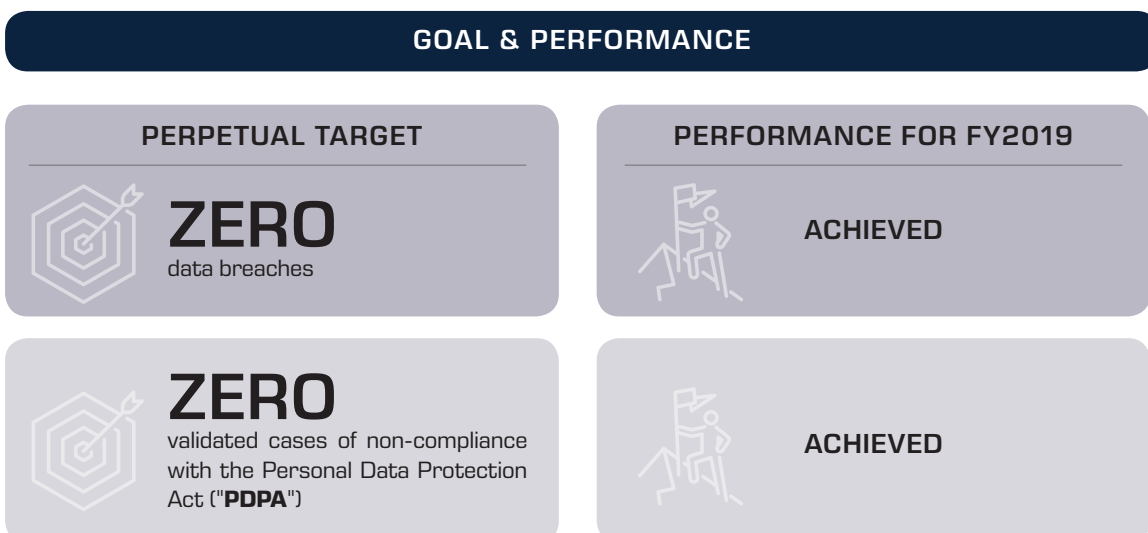 GOAL & PERFORMANCE
PERPETUAL TARGET
PERFORMANCE FOR FY2019
ZERO
data breaches
ACHIEVED
ZERO
validated cases of non-compliance
with the Personal Data Protection
Act ("PDPA")
ACHIEVED